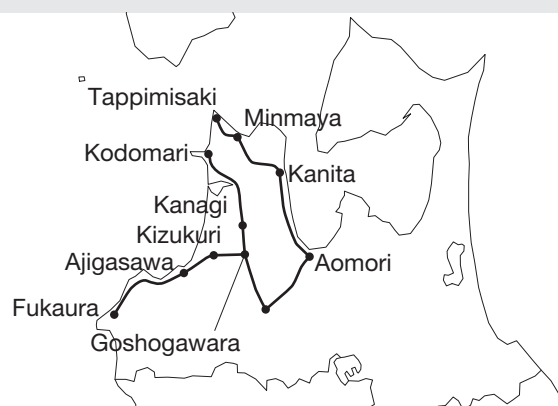 Tappimisaki
Minmaya
Kodomari
Kanita
Kanagi
Kizukuri
Ajigasawa
Aomori
Fukaura
Goshogawara